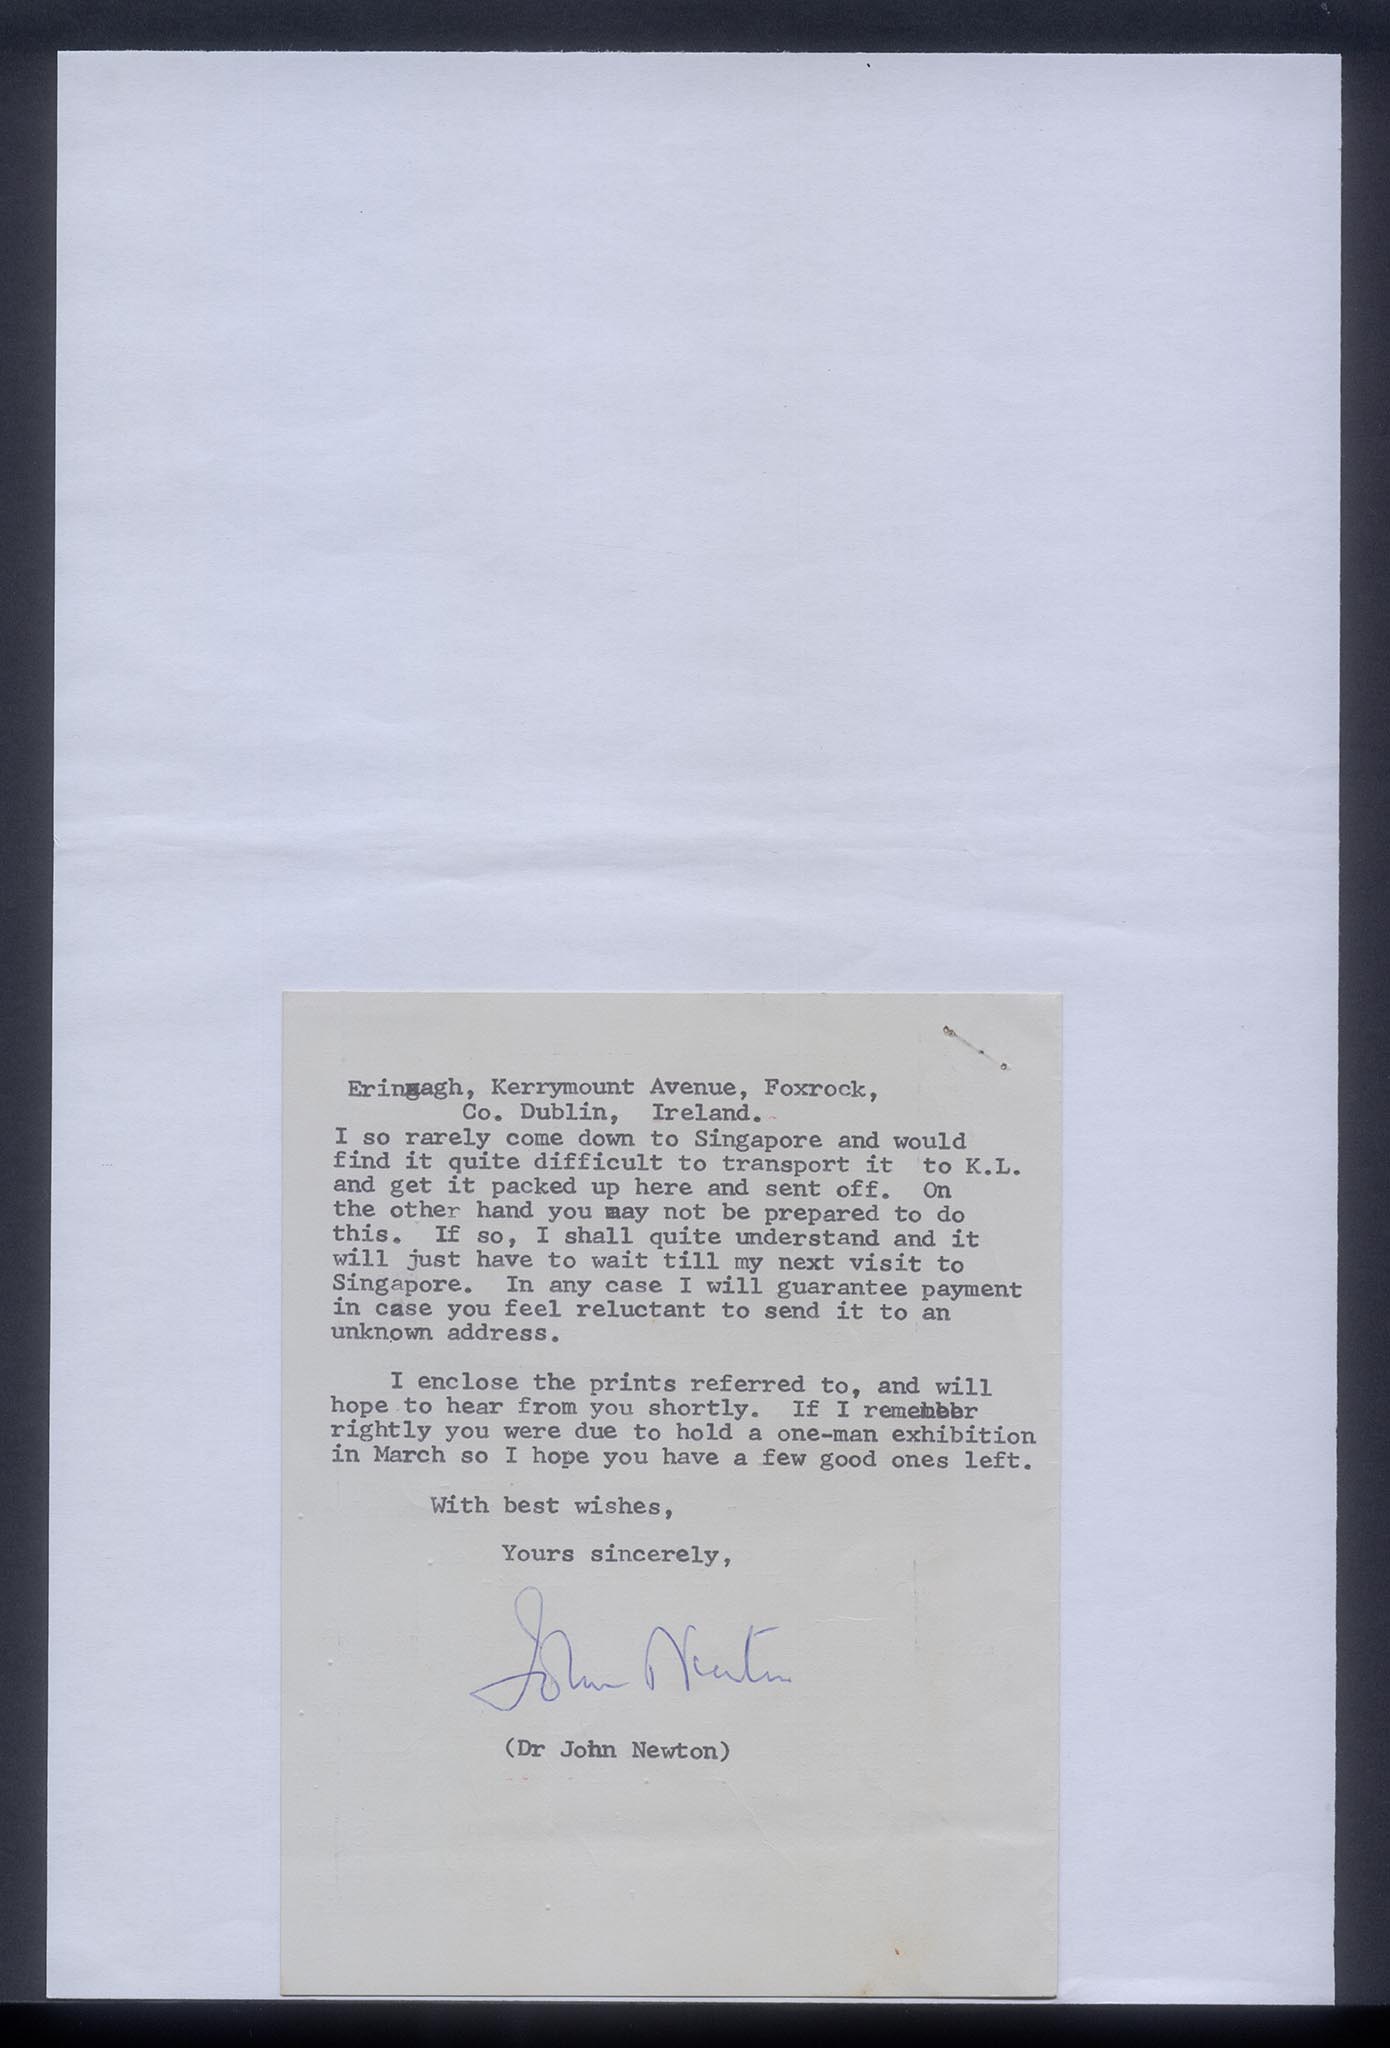 Erinagh, Kerrymount Avenue, Foxrock,
Co. Dublin, Ireland.
I so rarely come down to Singapore and would
find it quite difficult to transport it to K.L.
and get it packed up here and sent off. On
the other hand you may not be prepared to do
this. If so, I shall quite understand and it
will just have to wait till my next visit to
Singapore. In any case I will guarantee payment
in case you feel reluctant to send it to an
unknown address.
I enclose the prints referred to, and will
hope to hear from you shortly. If I remember
rightly you were due to hold a one-man exhibition
in March so I hope you have a few good ones left.
With best wishes,
Yours sincerely,
John Newton
(Dr John Newton)